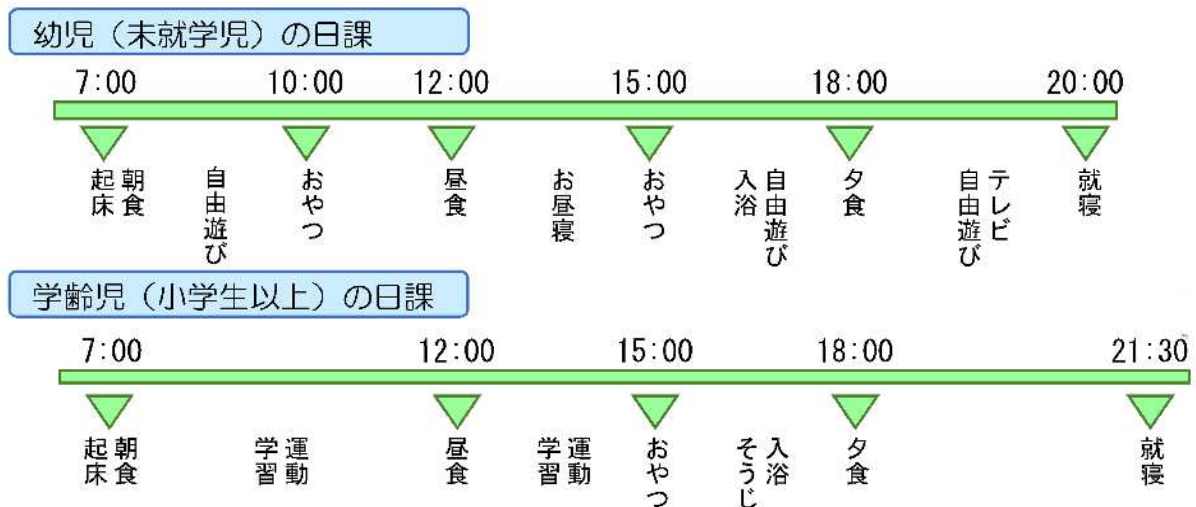 幼児（未就学児）の日課
7:00 10:00 12:00 15:00 18:00 20:00
起床
朝食
自由遊び
おやつ
昼食
お昼寝
おやつ
入浴
自由遊び
夕食
自由遊び
テレビ
就寝
学齢児（小学生以上）の日課
7:00 12:00 15:00 18:00 21:30
起床
朝食
学習
運動
昼食
学習
運動
おやつ
そうじ
入浴
夕食
就寝